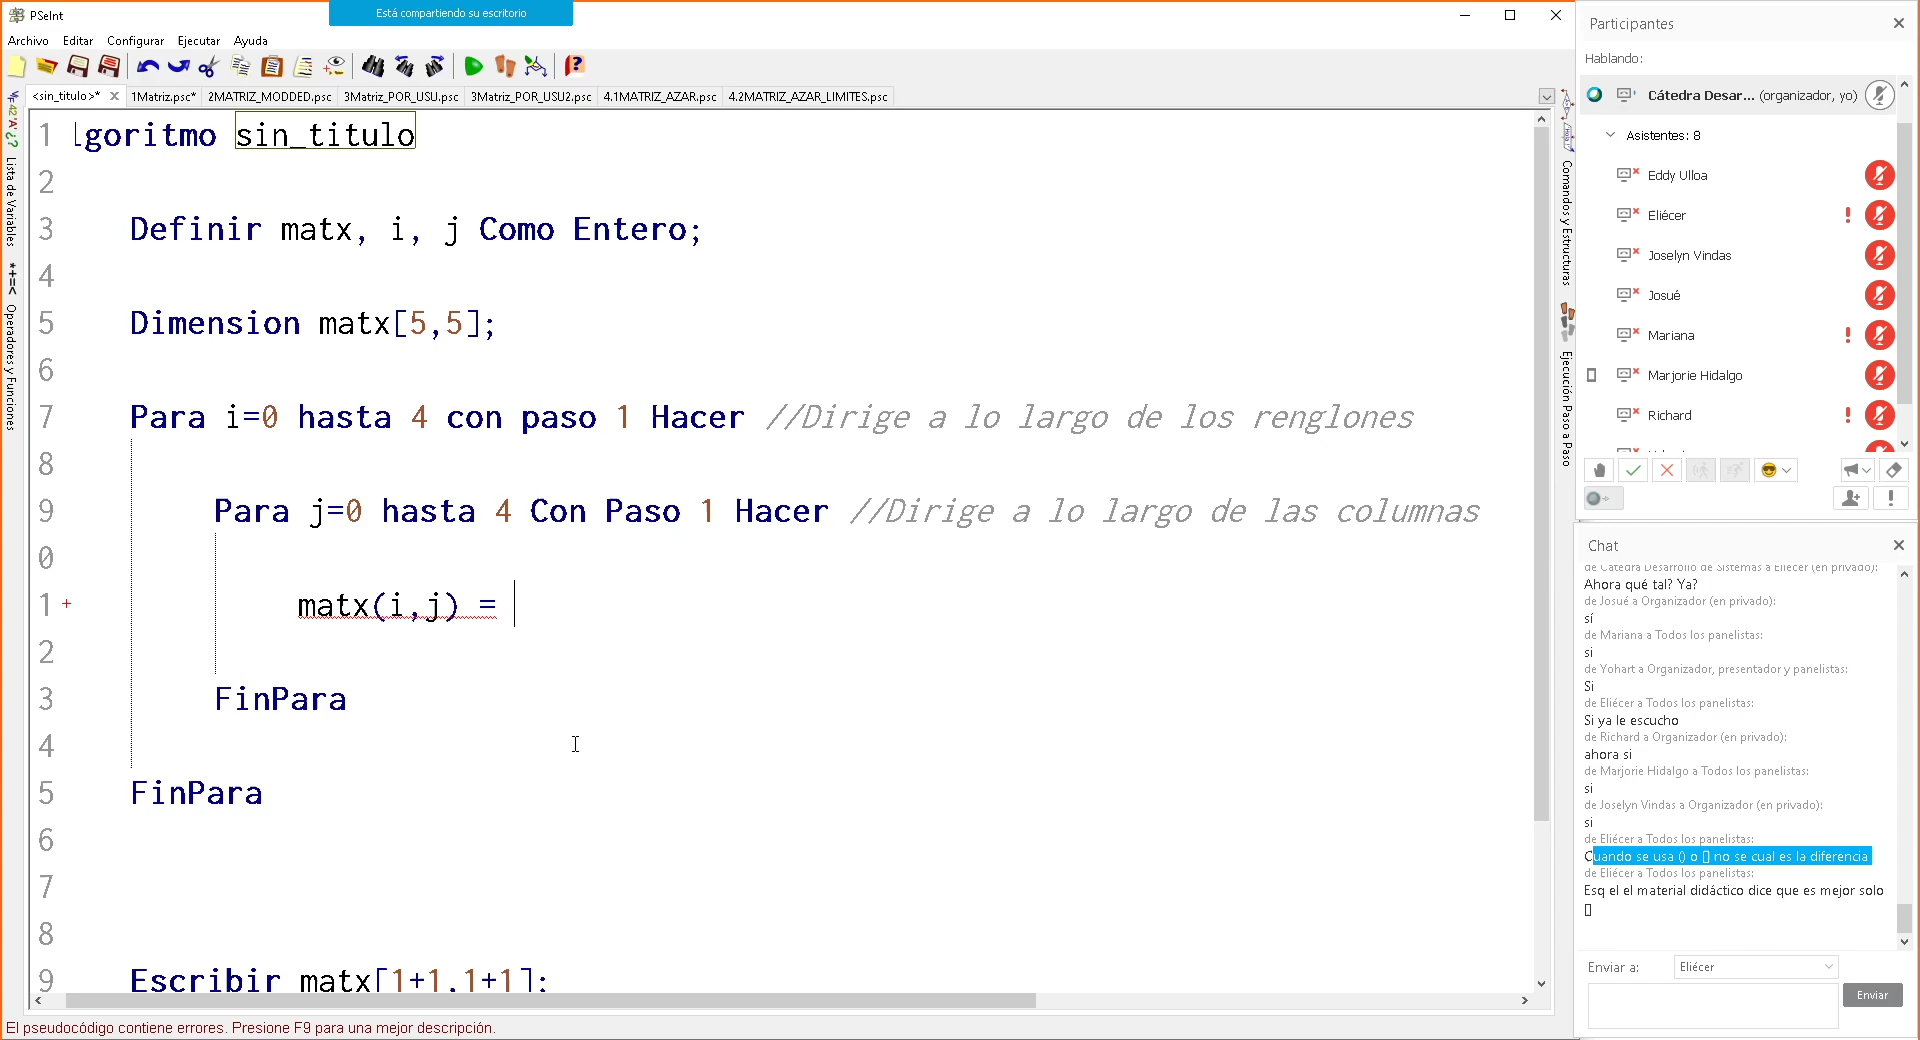 PSeInt
Está compartiendo su escritorio
Archivo Editar Configurar Ejecutar Ayuda
<sin_titulo>* 1Matriz.psc* 2MATRIZ_MODDED.psc 3Matriz_POR_USU.psc 3Matriz_POR_USU2.psc 4.1MATRIZ_AZAR.psc 4.2MATRIZ_AZAR_LIMITES.psc
Lista de Variables
*+=< Operadores y Funciones
1 lgoritmo sin_titulo
2
3 Definir matx, i, j Como Entero;
4
5 Dimension matx[5,5];
6
7 Para i=0 hasta 4 con paso 1 Hacer //Dirige a lo largo de los renglones
8
9 Para j=0 hasta 4 Con Paso 1 Hacer //Dirige a lo largo de las columnas
0
1 + matx(i,j) =
2
3 FinPara
4
5 FinPara
6
7
8
9 Escribir matx[1+1,1+1];
El pseudocódigo contiene errores. Presione F9 para una mejor descripción.
Comandos y Estructuras
Ejecución Paso a Paso
Participantes
Hablando:
Cátedra Desar... (organizador, yo)
Asistentes: 8
Eddy Ulloa
Eliécer
Joselyn Vindas
Josué
Mariana
Marjorie Hidalgo
Richard
Chat
de Cátedra Desarrollo de Sistemas a Eliécer (en privado):
Ahora qué tal? Ya?
de Josué a Organizador (en privado):
sí
de Mariana a Todos los panelistas:
si
de Yohart a Organizador, presentador y panelistas:
Si
de Eliécer a Todos los panelistas:
Si ya le escucho
de Richard a Organizador (en privado):
ahora si
de Marjorie Hidalgo a Todos los panelistas:
si
de Joselyn Vindas a Organizador (en privado):
si
de Eliécer a Todos los panelistas:
Cuando se usa () o [] no se cual es la diferencia
de Eliécer a Todos los panelistas:
Esq el el material didáctico dice que es mejor solo
[]
Enviar a: Eliécer
Enviar